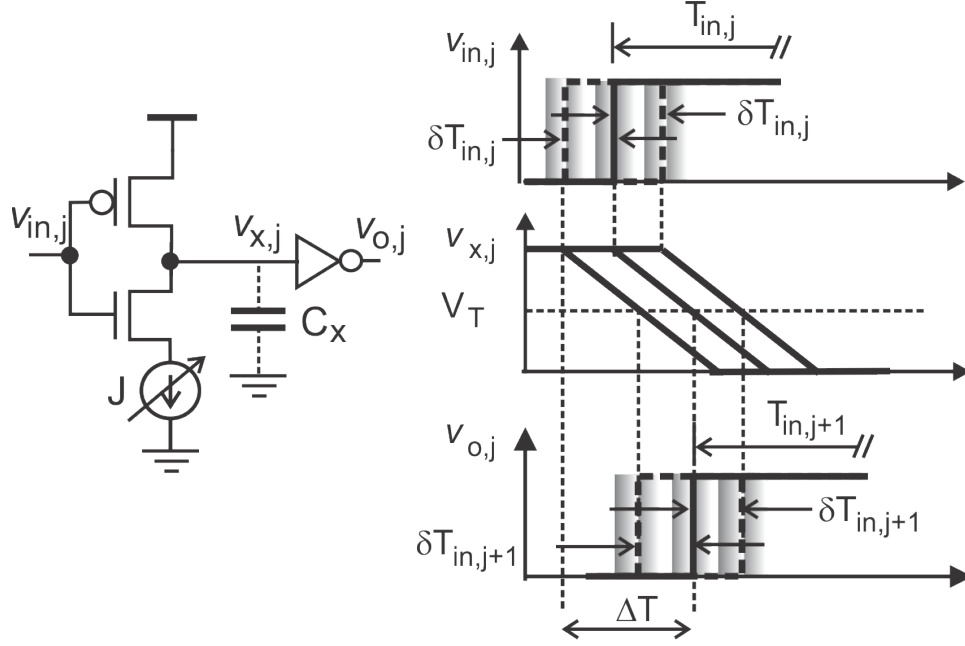 v_in,j
v_x,j
v_o,j
C_x
J
T_in,j
v_in,j
δT_in,j
δT_in,j
v_x,j
V_T
T_in,j+1
v_o,j
δT_in,j+1
δT_in,j+1
ΔT